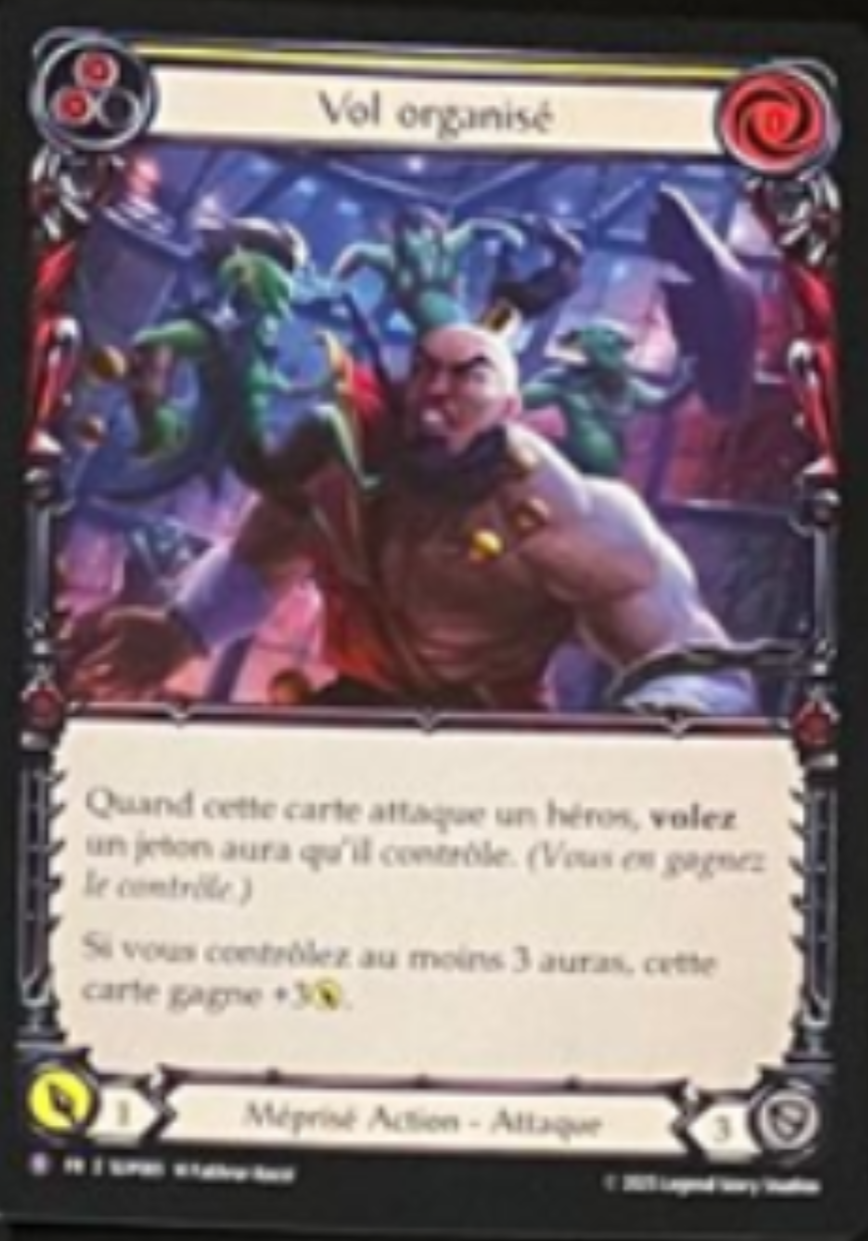 Vol organisé
Quand cette carte attaque un héros, volez
un jeton aura qu'il contrôle. (Vous en gagnez
le contrôle.)
Si vous contrôlez au moins 3 auras, cette
carte gagne +3.
1
Méprisé Action - Attaque
3
FR
© 2025 Legend Story Studios